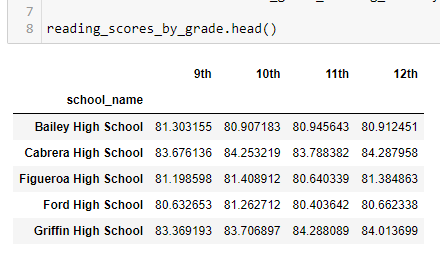 7
8 reading_scores_by_grade.head()
9th 10th 11th 12th
school_name
Bailey High School 81.303155 80.907183 80.945643 80.912451
Cabrera High School 83.676136 84.253219 83.788382 84.287958
Figueroa High School 81.198598 81.408912 80.640339 81.384863
Ford High School 80.632653 81.262712 80.403642 80.662338
Griffin High School 83.369193 83.706897 84.288089 84.013699